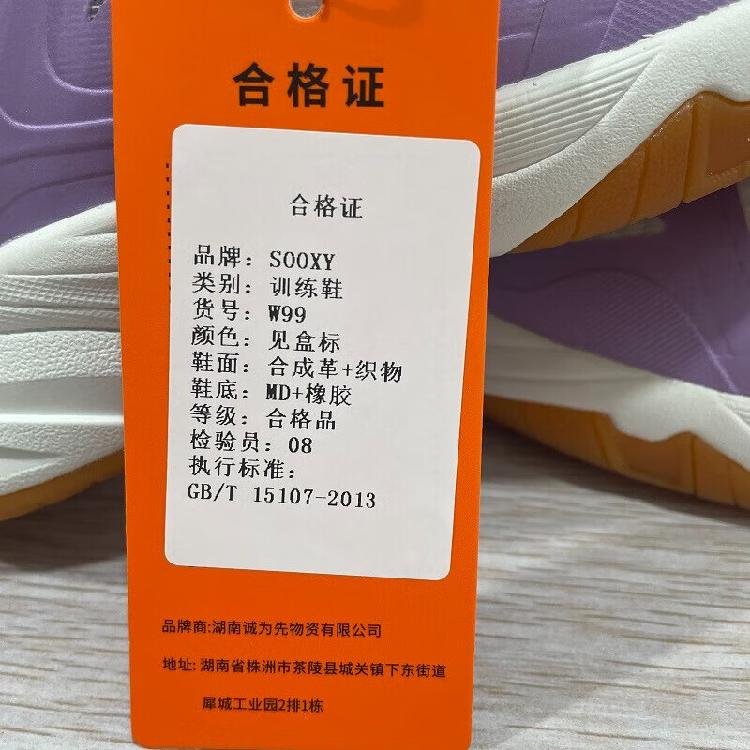 合格证
合格证
品牌：SOOXY
类别：训练鞋
货号：W99
颜色：见盒标
鞋面：合成革+织物
鞋底：MD+橡胶
等级：合格品
检验员：08
执行标准：
GB/T 15107-2013
品牌商:湖南诚为先物资有限公司
地址: 湖南省株洲市茶陵县城关镇下东街道
犀城工业园2排1栋